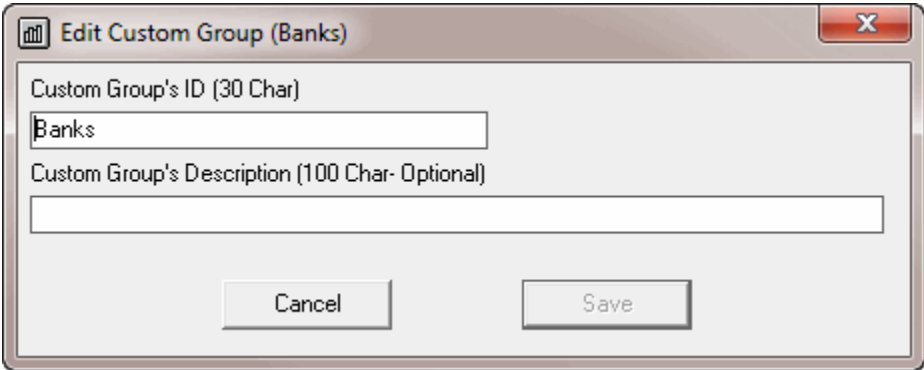 Edit Custom Group (Banks)
Custom Group's ID (30 Char)
Banks
Custom Group's Description (100 Char- Optional)
Cancel Save